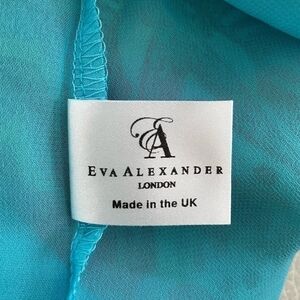 EA
EVA ALEXANDER
LONDON
Made in the UK